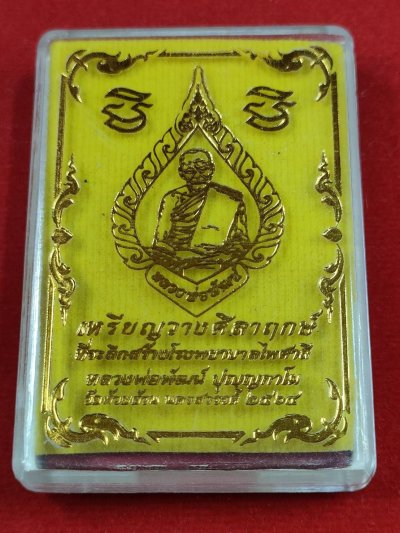 หลวงพ่อพัฒน์
เหรียญวางศิลาฤกษ์
ที่ระลึกสร้างโรงพยาบาลไพศาลี
หลวงพ่อพัฒน์ ปุญญกาโม
วัดห้วยด้วน นครสวรรค์ ๒๕๖๔